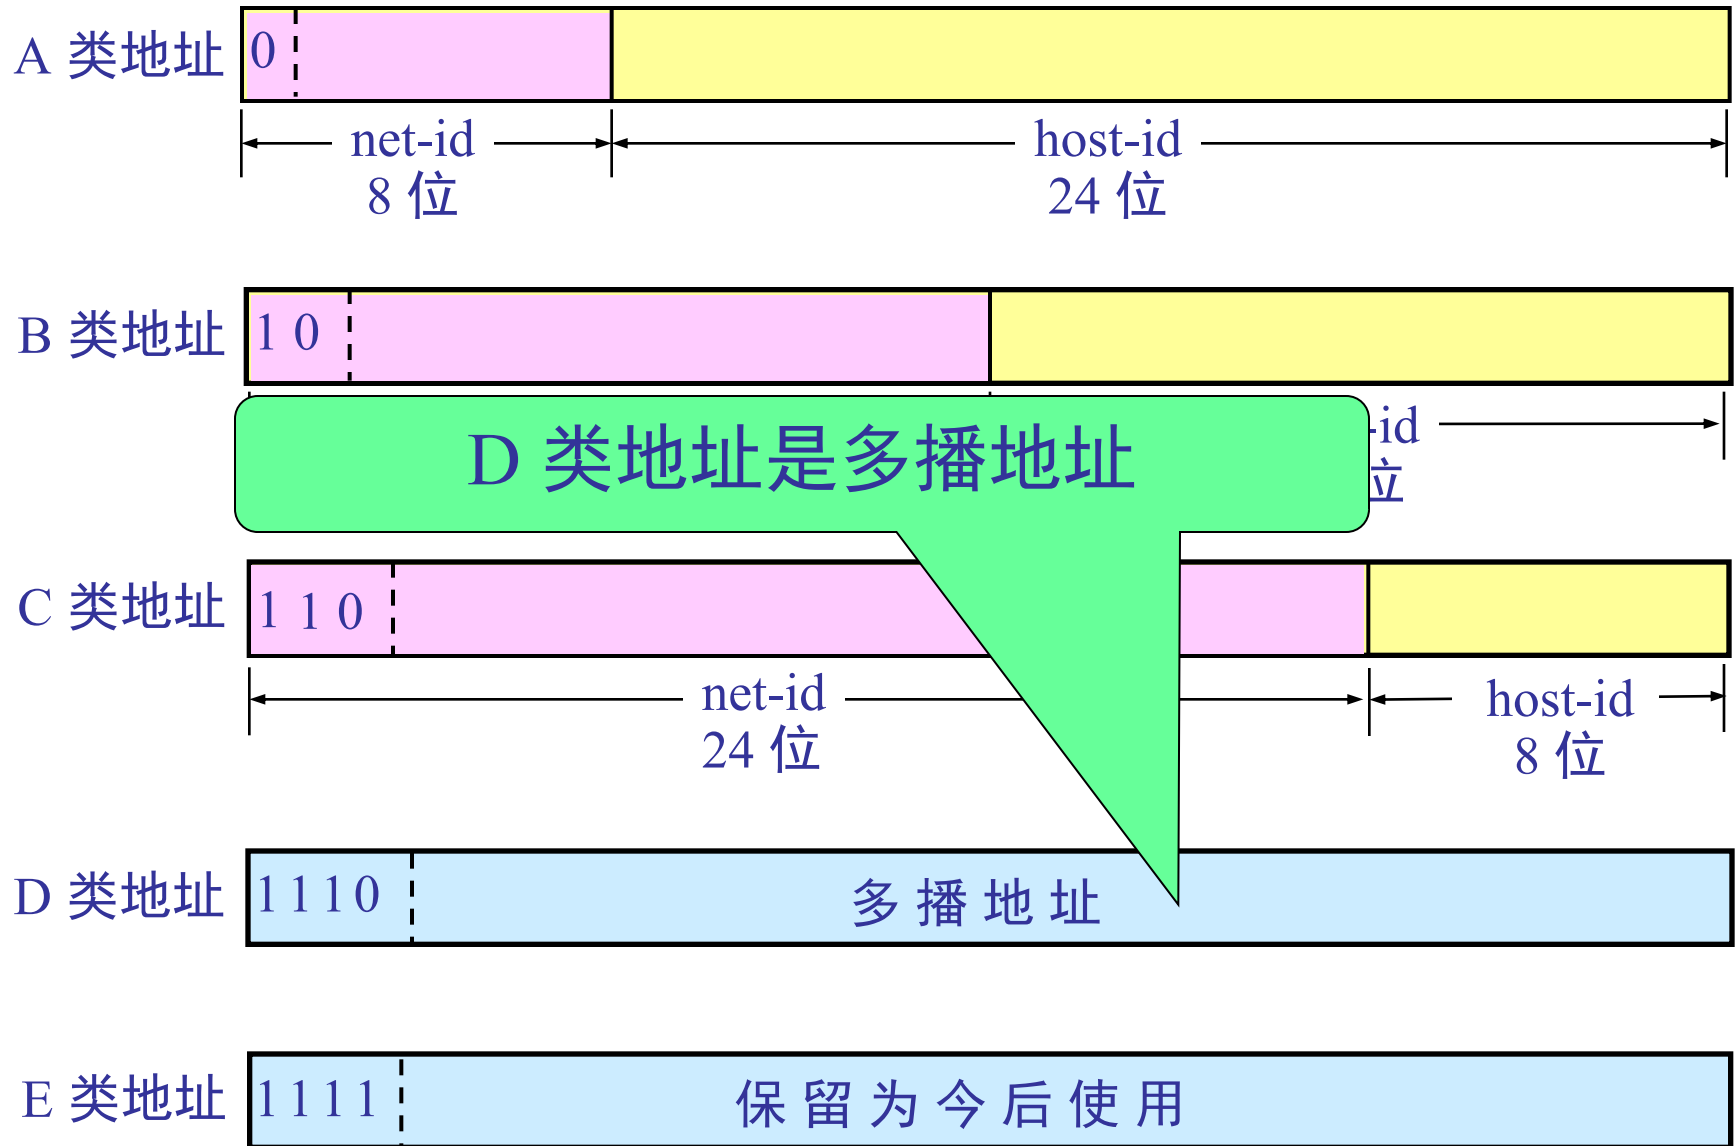 A 类地址
0
net-id
8 位
host-id
24 位
B 类地址
1 0
D 类地址是多播地址
-id
位
C 类地址
1 1 0
net-id
24 位
host-id
8 位
D 类地址
1 1 1 0
多 播 地 址
E 类地址
1 1 1 1
保 留 为 今 后 使 用